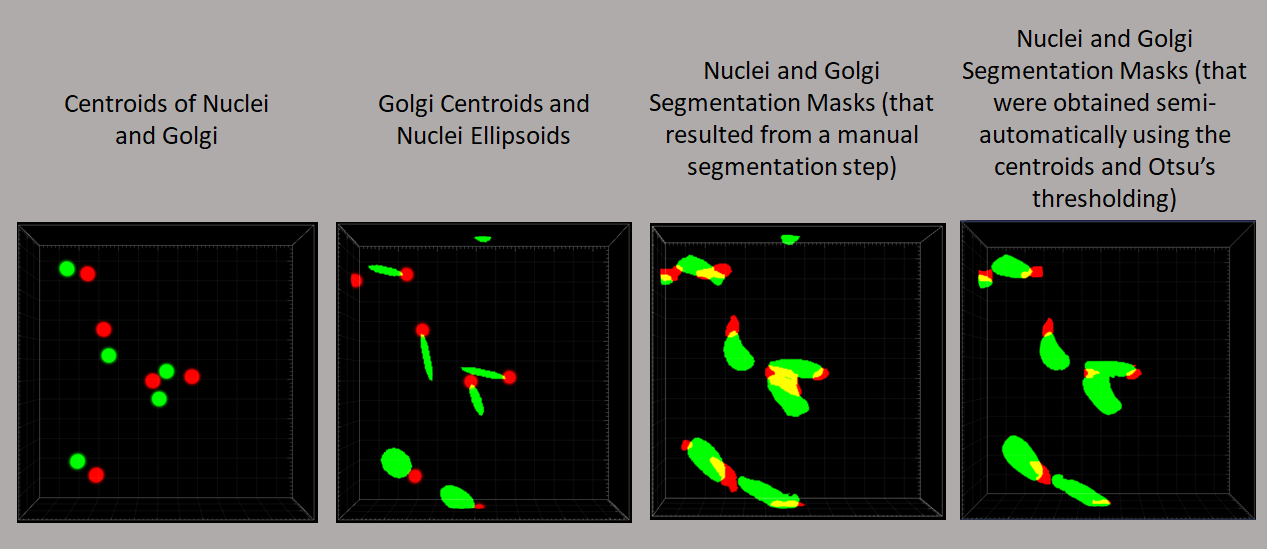 Centroids of Nuclei
and Golgi
Golgi Centroids and
Nuclei Ellipsoids
Nuclei and Golgi
Segmentation Masks (that
resulted from a manual
segmentation step)
Nuclei and Golgi
Segmentation Masks (that
were obtained semi-
automatically using the
centroids and Otsu’s
thresholding)